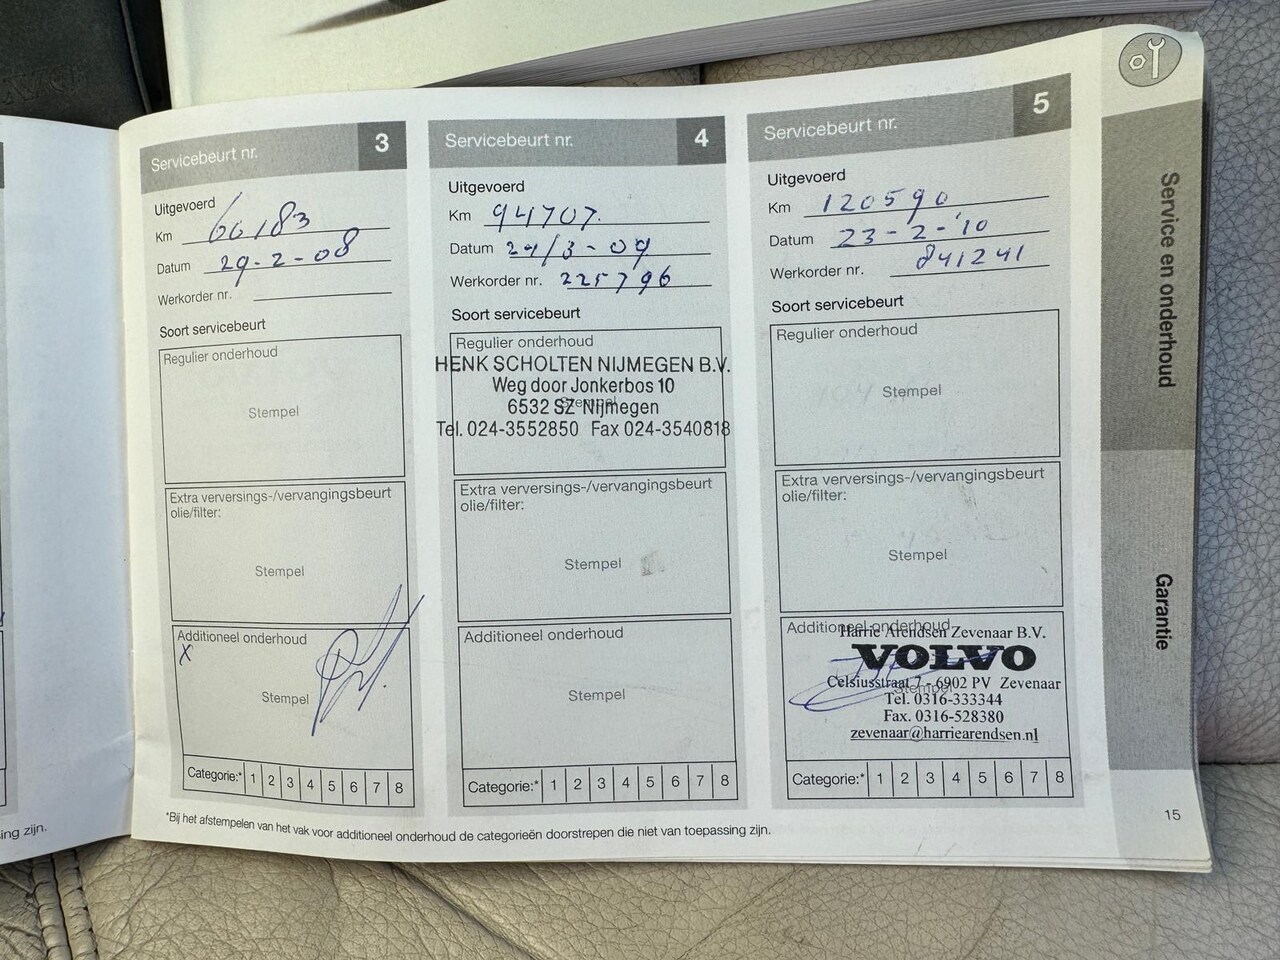 Servicebeurt nr. 3
Uitgevoerd
Km 66183
Datum 29-2-08
Werkorder nr.
Soort servicebeurt
Regulier onderhoud
Stempel
Extra verversings-/vervangingsbeurt
olie/filter:
Stempel
Additioneel onderhoud
X
Stempel
Categorie:* 1 2 3 4 5 6 7 8
Servicebeurt nr. 4
Uitgevoerd
Km 94707.
Datum 24/3-09
Werkorder nr. 225796
Soort servicebeurt
Regulier onderhoud
HENK SCHOLTEN NIJMEGEN B.V.
Weg door Jonkerbos 10
Stempel
6532 SZ Nijmegen
Tel. 024-3552850 Fax 024-3540818
Extra verversings-/vervangingsbeurt
olie/filter:
Stempel
Additioneel onderhoud
Stempel
Categorie:* 1 2 3 4 5 6 7 8
Servicebeurt nr. 5
Uitgevoerd
Km 120590
Datum 23-2-'10
Werkorder nr. 841241
Soort servicebeurt
Regulier onderhoud
Stempel
Extra verversings-/vervangingsbeurt
olie/filter:
Stempel
Additioneel onderhoud
Harrie Arendsen Zevenaar B.V.
VOLVO
Celsiusstraat 7 - 6902 PV Zevenaar
Stempel
Tel. 0316-333344
Fax. 0316-528380
zevenaar@harriearendsen.nl
Categorie:* 1 2 3 4 5 6 7 8
*Bij het afstempelen van het vak voor additioneel onderhoud de categorieën doorstrepen die niet van toepassing zijn.
Service en onderhoud
Garantie
15
ing zijn.